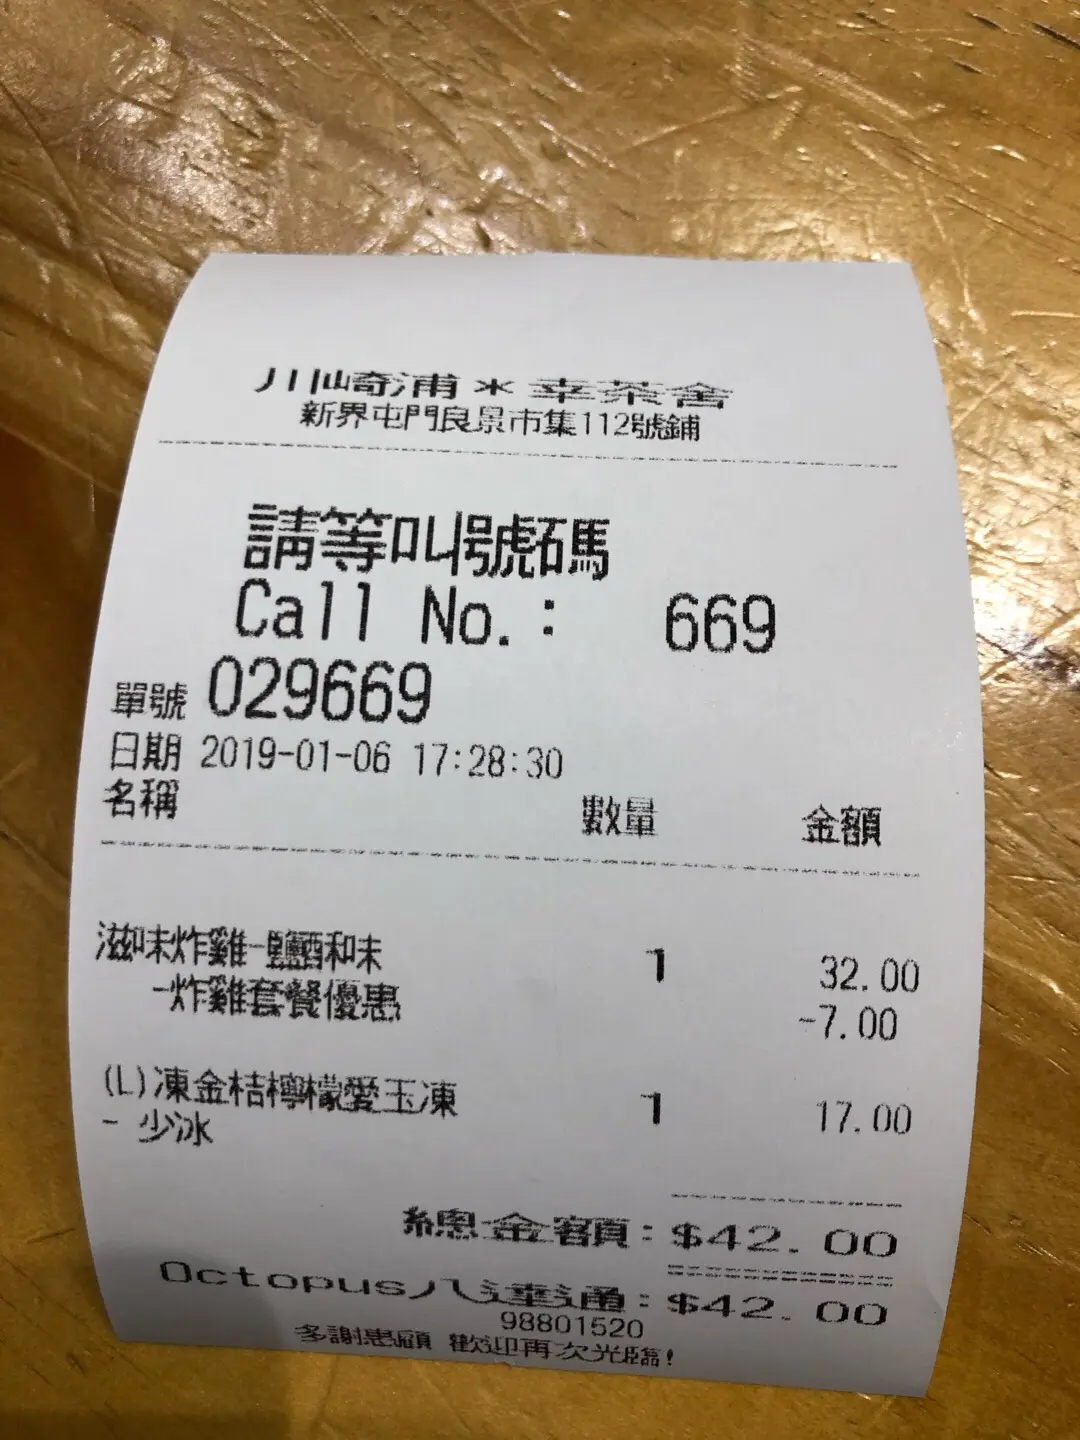 川崎浦＊幸茶舍
新界屯門良景市集112號鋪
請等叫號碼
Call No.: 669
單號 029669
日期 2019-01-06 17:28:30
名稱 數量 金額
滋味炸雞-鹽酒和味 1 32.00
-炸雞套餐優惠 -7.00
(L)凍金桔檸檬愛玉凍 1 17.00
- 少冰
總金額:$42.00
Octopus八達通:$42.00
98801520
多謝惠顧 歡迎再次光臨!